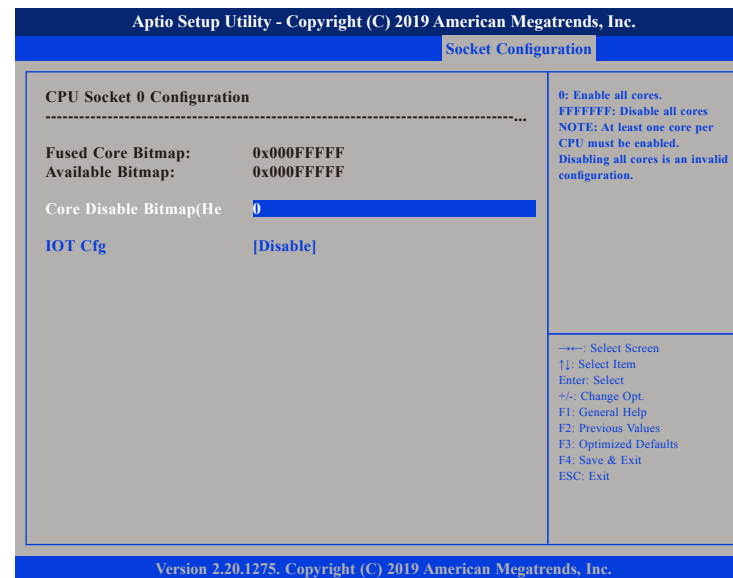 Aptio Setup Utility - Copyright (C) 2019 American Megatrends, Inc.
Socket Configuration
CPU Socket 0 Configuration
------------------------------------------------------------------------------------...
Fused Core Bitmap: 0x000FFFFF
Available Bitmap: 0x000FFFFF
Core Disable Bitmap(He 0
IOT Cfg [Disable]
0: Enable all cores.
FFFFFFF: Disable all cores
NOTE: At least one core per
CPU must be enabled.
Disabling all cores is an invalid
configuration.
→←: Select Screen
↑↓: Select Item
Enter: Select
+/-: Change Opt.
F1: General Help
F2: Previous Values
F3: Optimized Defaults
F4: Save & Exit
ESC: Exit
Version 2.20.1275. Copyright (C) 2019 American Megatrends, Inc.